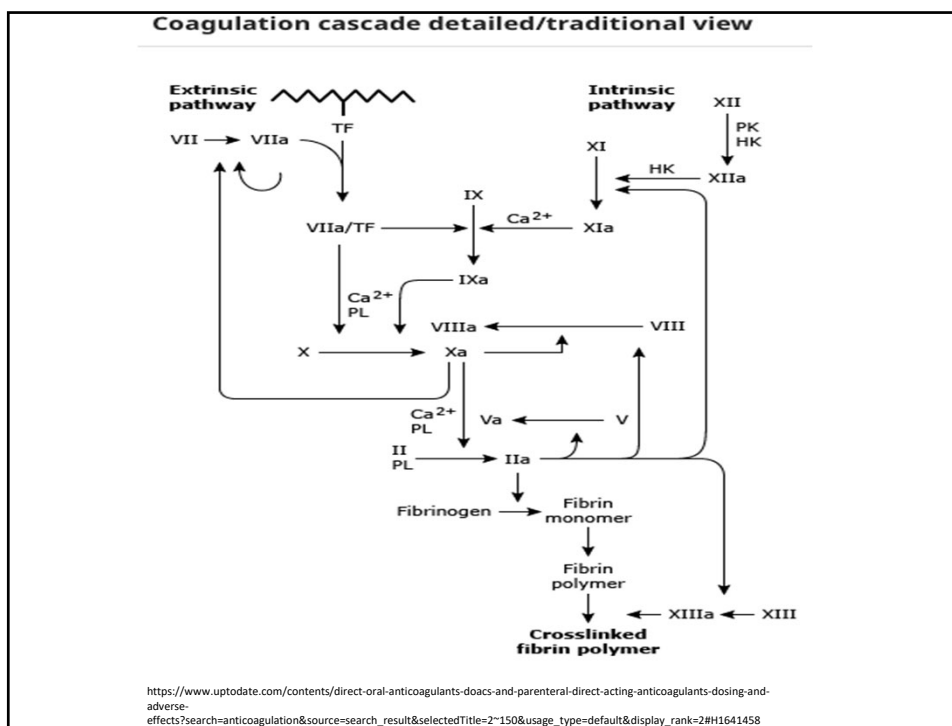 Coagulation cascade detailed/traditional view
Extrinsic
pathway
Intrinsic
pathway
XII
TF
PK
HK
VII
VIIa
XI
HK
XIIa
IX
VIIa/TF
Ca2+
XIa
IXa
Ca2+
PL
VIIIa
VIII
X
Xa
Ca2+
PL
Va
V
II
PL
IIa
Fibrinogen
Fibrin
monomer
Fibrin
polymer
XIIIa
XIII
Crosslinked
fibrin polymer
https://www.uptodate.com/contents/direct-oral-anticoagulants-doacs-and-parenteral-direct-acting-anticoagulants-dosing-and-
adverse-
effects?search=anticoagulation&source=search_result&selectedTitle=2~150&usage_type=default&display_rank=2#H1641458